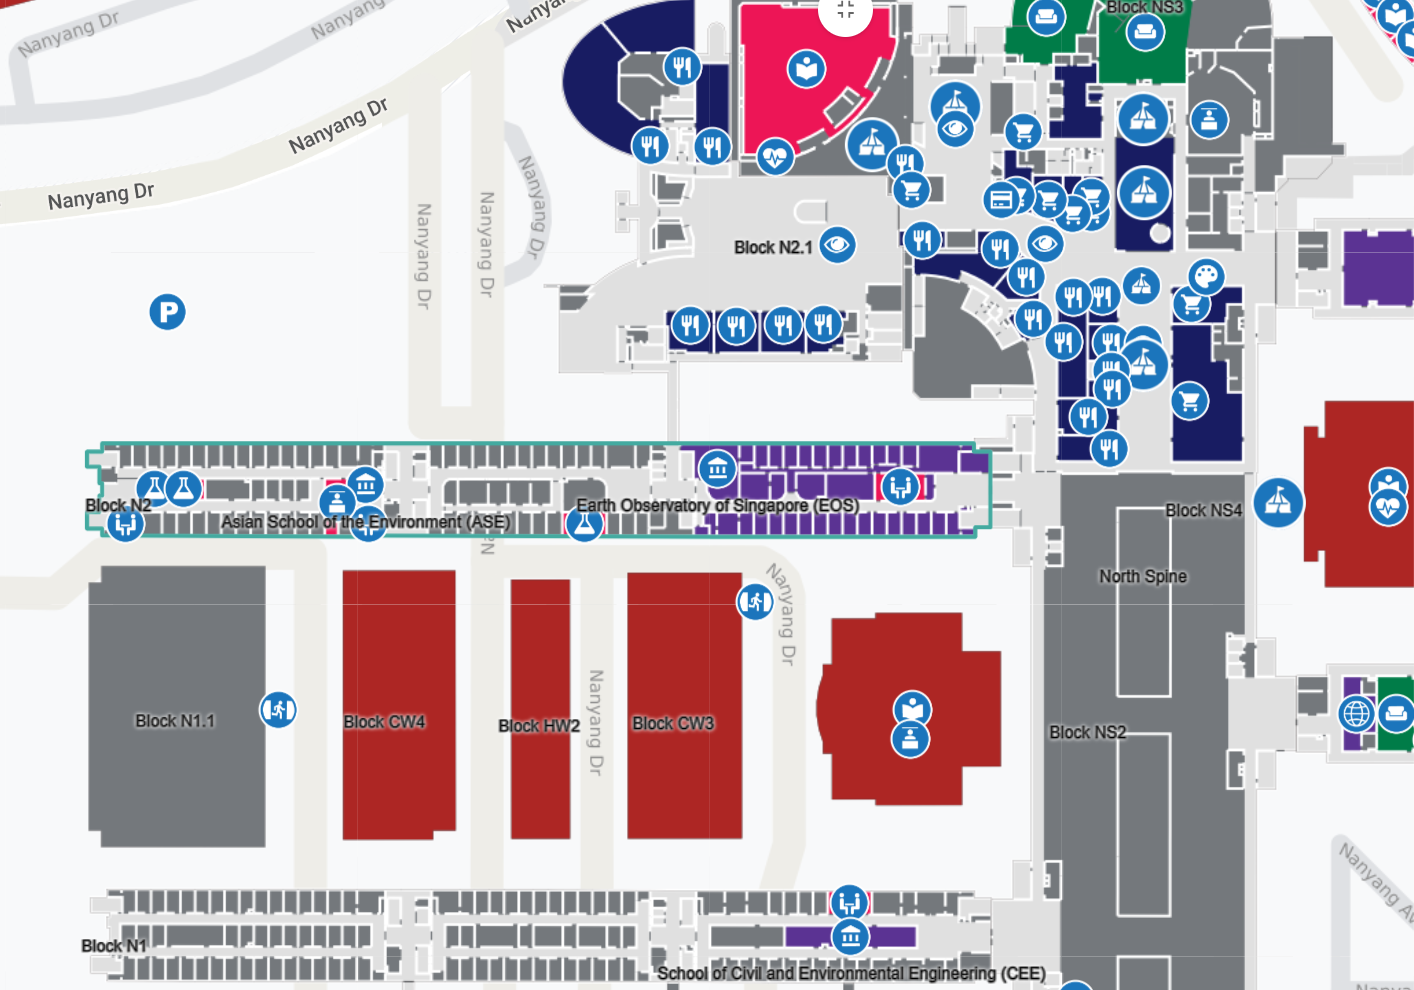 Nanyang Dr
Nanyang
Nanyang
Block NS3
Nanyang Dr
Nanyang Dr
Nanyang Dr
Nanyang Dr
Nanyang Dr
Block N2.1
P
Block N2
Earth Observatory of Singapore (EOS)
Asian School of the Environment (ASE)
Block NS4
N
Nanyang Dr
North Spine
Block N1.1
Block CW4
Block HW2
Nanyang Dr
Block CW3
Block NS2
Nanyang Av
Block N1
School of Civil and Environmental Engineering (CEE)